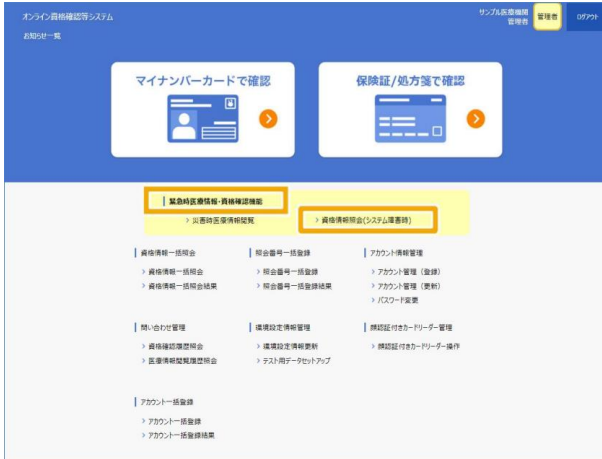 オンライン資格確認等システム
サンプル医療機関
管理者
管理者
ログアウト
お知らせ一覧
マイナンバーカードで確認
保険証/処方箋で確認
緊急時医療情報・資格確認機能
災害時医療情報閲覧
資格情報照会(システム障害時)
資格情報一括照会
資格情報一括照会
資格情報一括照会結果
照会番号一括登録
照会番号一括登録
照会番号一括登録結果
アカウント情報管理
アカウント管理（登録）
アカウント管理（更新）
パスワード変更
問い合わせ管理
資格確認履歴照会
医療情報閲覧履歴照会
環境設定情報管理
環境設定情報更新
テスト用データセットアップ
顔認証付きカードリーダー管理
顔認証付きカードリーダー操作
アカウント一括登録
アカウント一括登録
アカウント一括登録結果